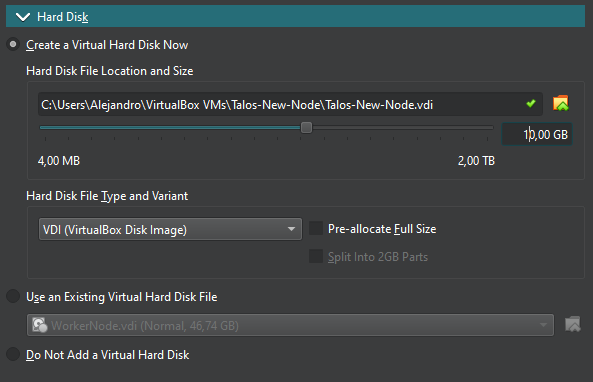 Hard Disk
Create a Virtual Hard Disk Now
Hard Disk File Location and Size
C:\Users\Alejandro\VirtualBox VMs\Talos-New-Node\Talos-New-Node.vdi
10,00 GB
4,00 MB 2,00 TB
Hard Disk File Type and Variant
VDI (VirtualBox Disk Image) Pre-allocate Full Size
Split Into 2GB Parts
Use an Existing Virtual Hard Disk File
WorkerNode.vdi (Normal, 46,74 GB)
Do Not Add a Virtual Hard Disk